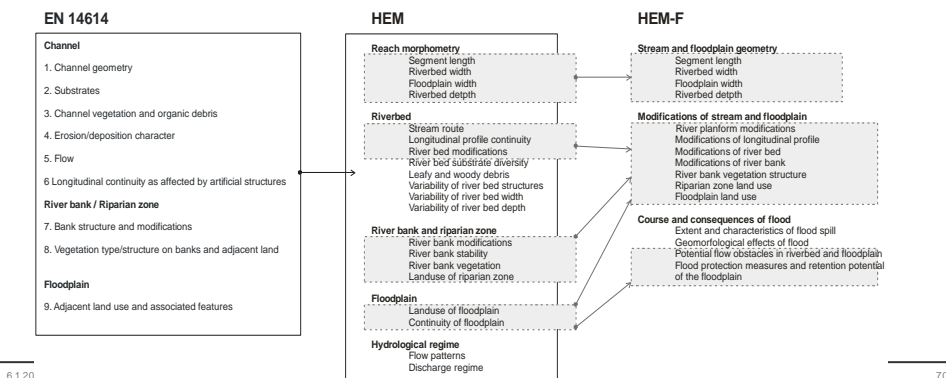 EN 14614
Channel
1. Channel geometry
2. Substrates
3. Channel vegetation and organic debris
4. Erosion/deposition character
5. Flow
6 Longitudinal continuity as affected by artificial structures
River bank / Riparian zone
7. Bank structure and modifications
8. Vegetation type/structure on banks and adjacent land
Floodplain
9. Adjacent land use and associated features
HEM
Reach morphometry
Segment length
Riverbed width
Floodplain width
Riverbed depth
Riverbed
Stream route
Longitudinal profile continuity
River bed modifications
River bed substrate diversity
Leafy and woody debris
Variability of river bed structures
Variability of river bed width
Variability of river bed depth
River bank and riparian zone
River bank modifications
River bank stability
River bank vegetation
Landuse of riparian zone
Floodplain
Landuse of floodplain
Continuity of floodplain
Hydrological regime
Flow patterns
Discharge regime
HEM-F
Stream and floodplain geometry
Segment length
Riverbed width
Floodplain width
Riverbed detpth
Modifications of stream and floodplain
River planform modifications
Modifications of longitudinal profile
Modifications of river bed
Modifications of river bank
River bank vegetation structure
Riparian zone land use
Floodplain land use
Course and consequences of flood
Extent and characteristics of flood spill
Geomorfological effects of flood
Potential flow obstacles in riverbed and floodplain
Flood protection measures and retention potential
of the floodplain